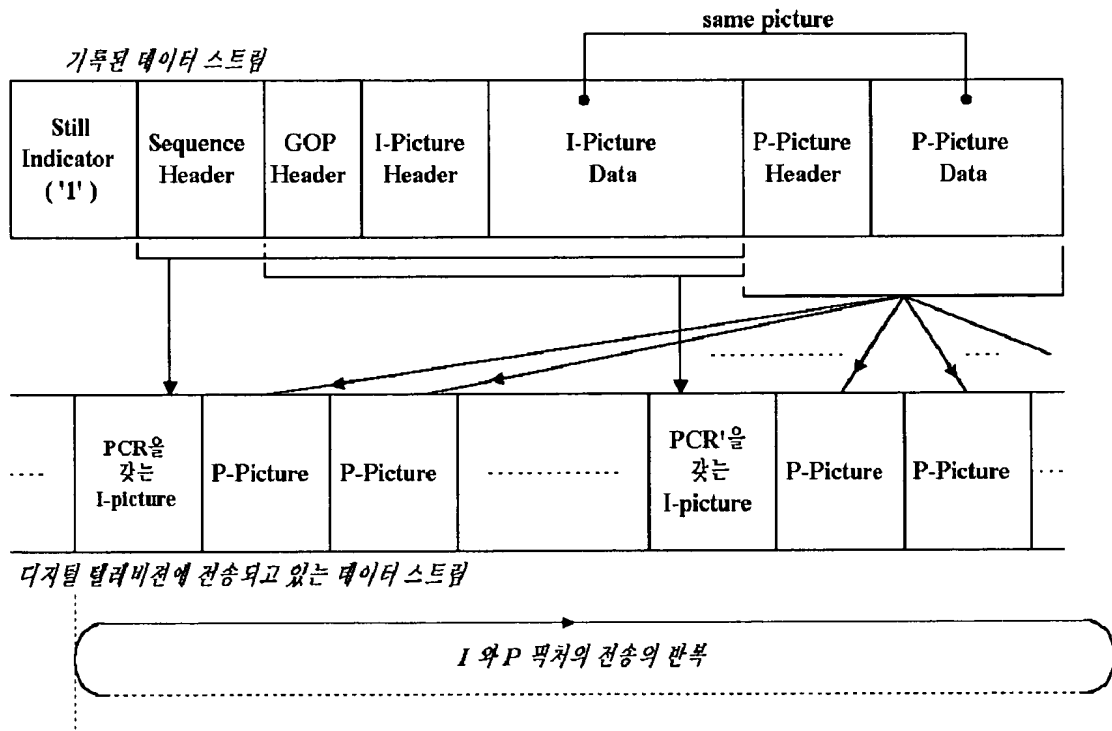 same picture
기록된 데이터 스트림
Still
Indicator
('1')
Sequence
Header
GOP
Header
I-Picture
Header
I-Picture
Data
P-Picture
Header
P-Picture
Data
PCR을
갖는
I-picture
P-Picture
P-Picture
PCR'을
갖는
I-picture
P-Picture
P-Picture
디지털 텔레비전에 전송되고 있는 데이터 스트림
I 와 P 픽처의 전송의 반복